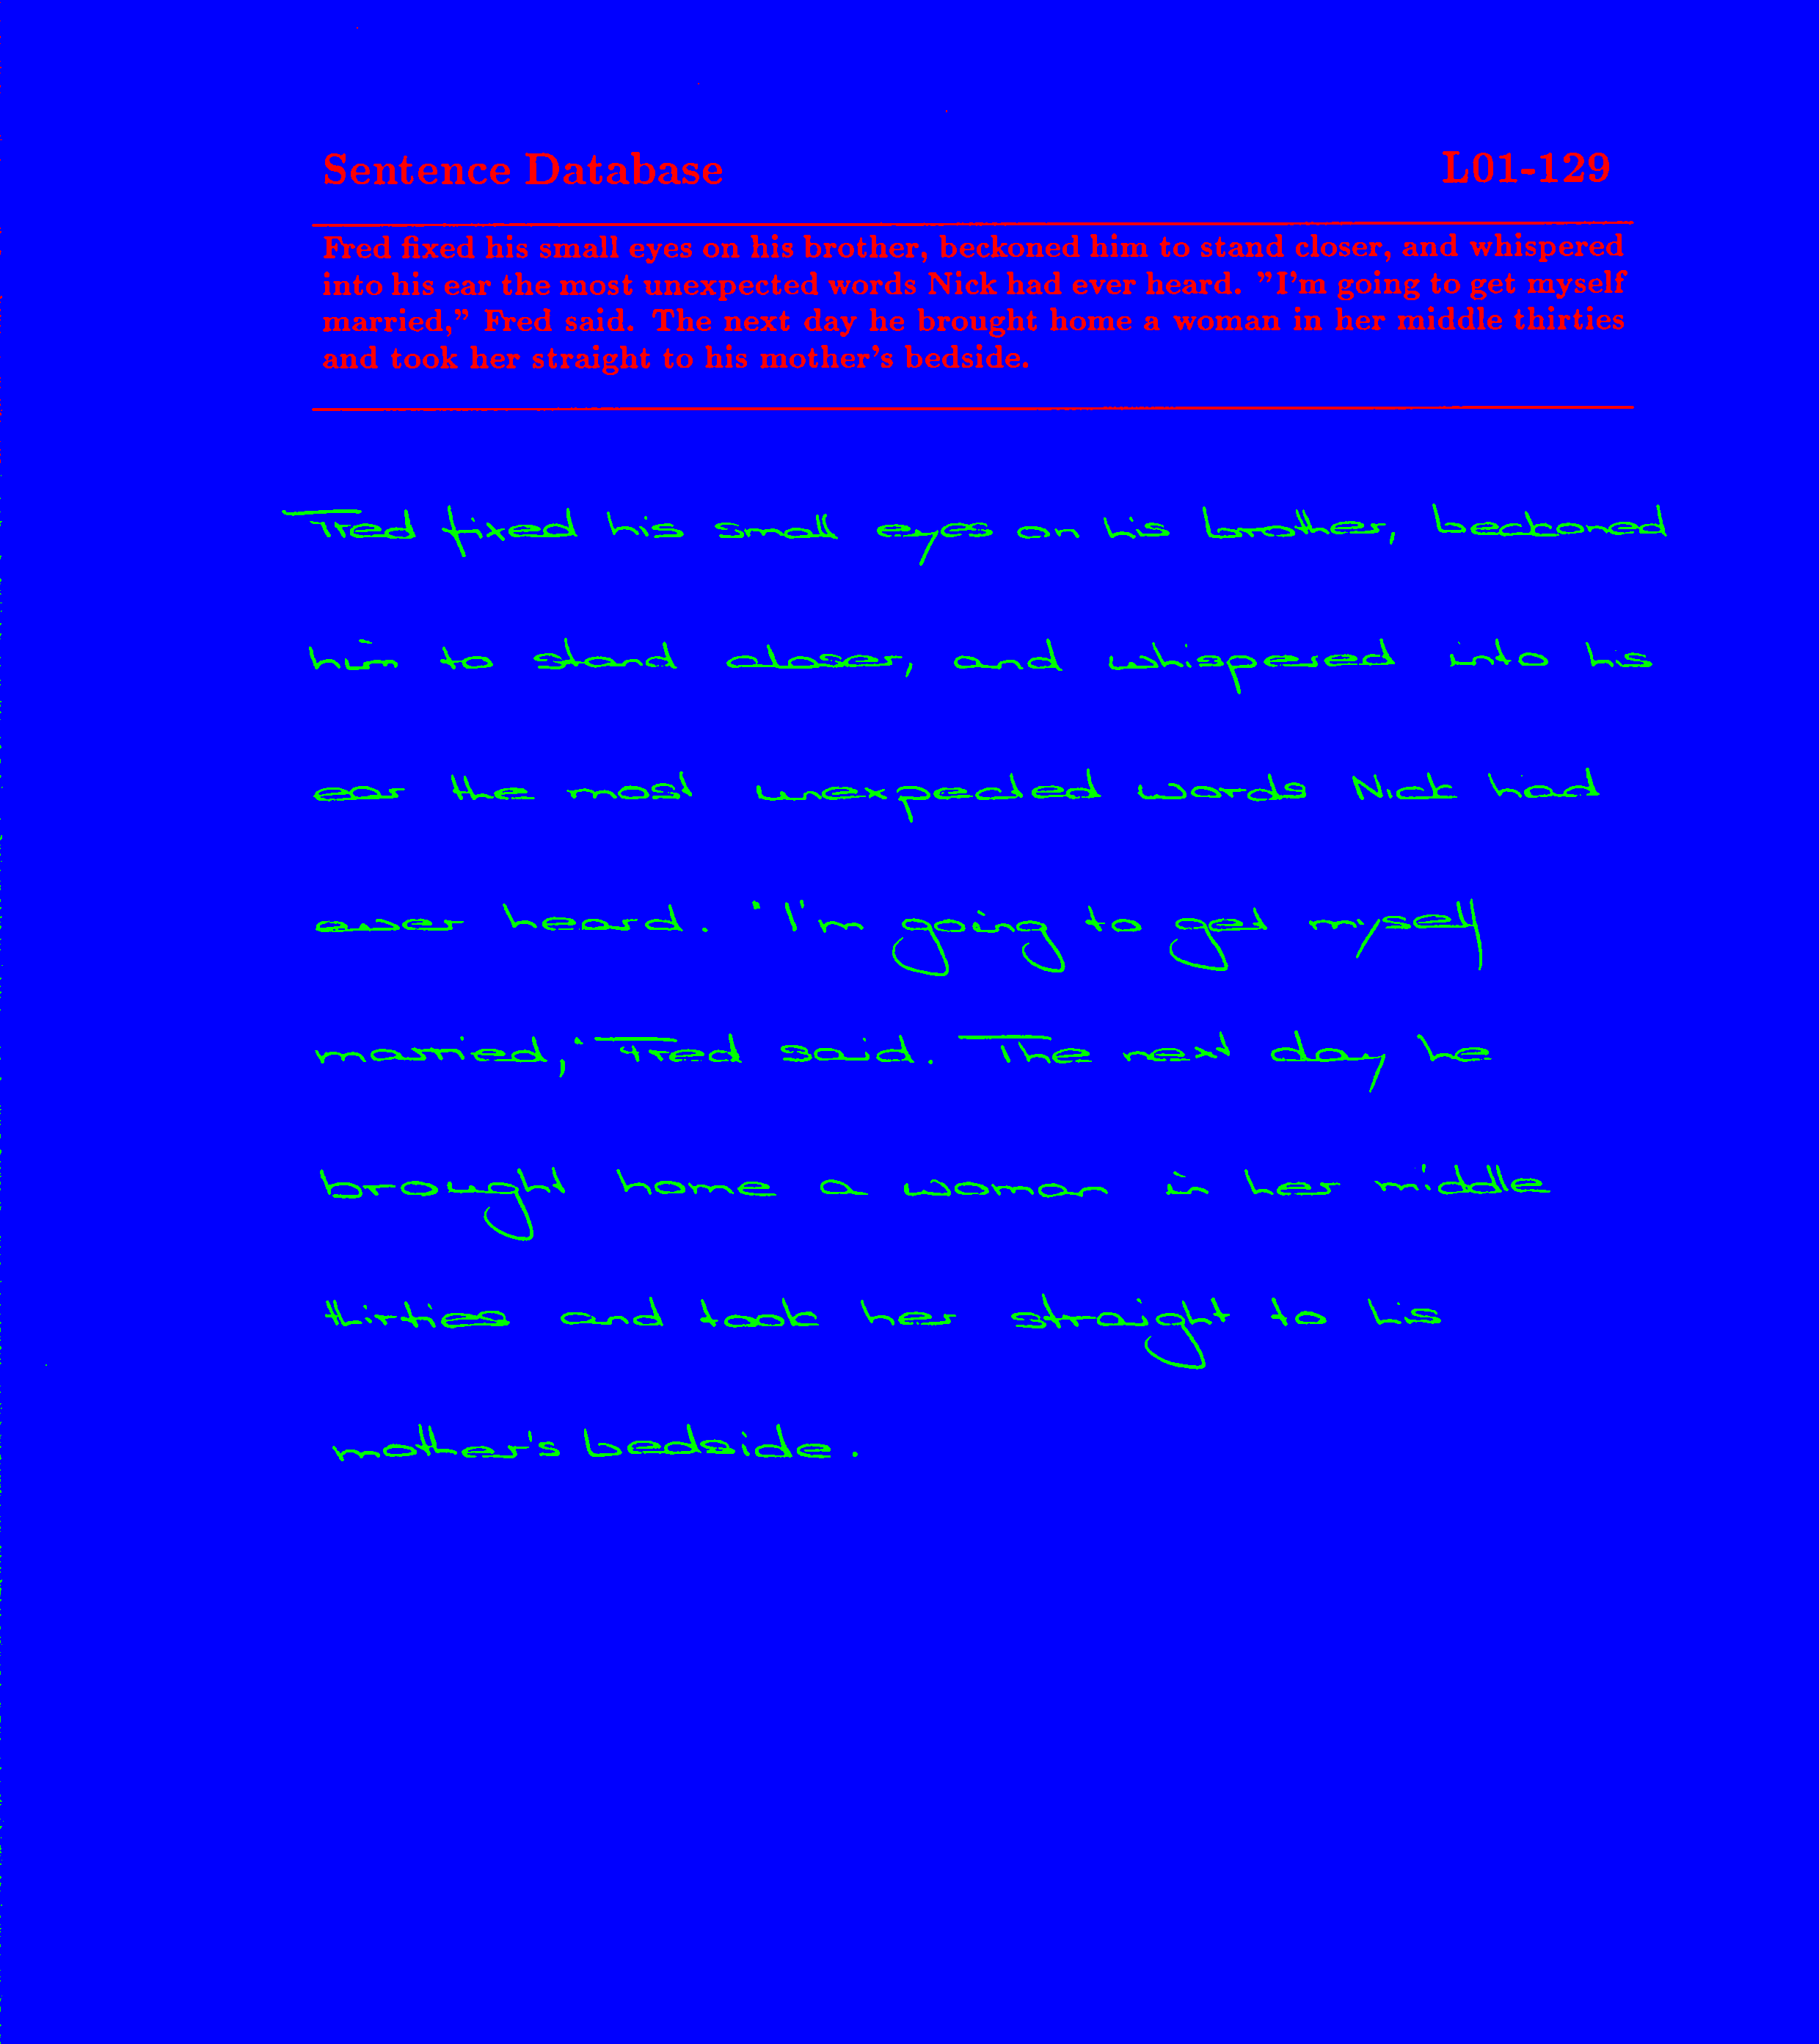 Sentence Database L01-129
Fred fixed his small eyes on his brother, beckoned him to stand closer, and whispered
into his ear the most unexpected words Nick had ever heard. "I'm going to get myself
married," Fred said. The next day he brought home a woman in her middle thirties
and took her straight to his mother's bedside.
Fred fixed his small eyes on his brother, beckoned
him to stand closer, and whispered into his
ear the most unexpected words Nick had
ever heard. "I'm going to get myself
married," Fred said. The next day he
brought home a woman in her middle
thirties and took her straight to his
mother's bedside.